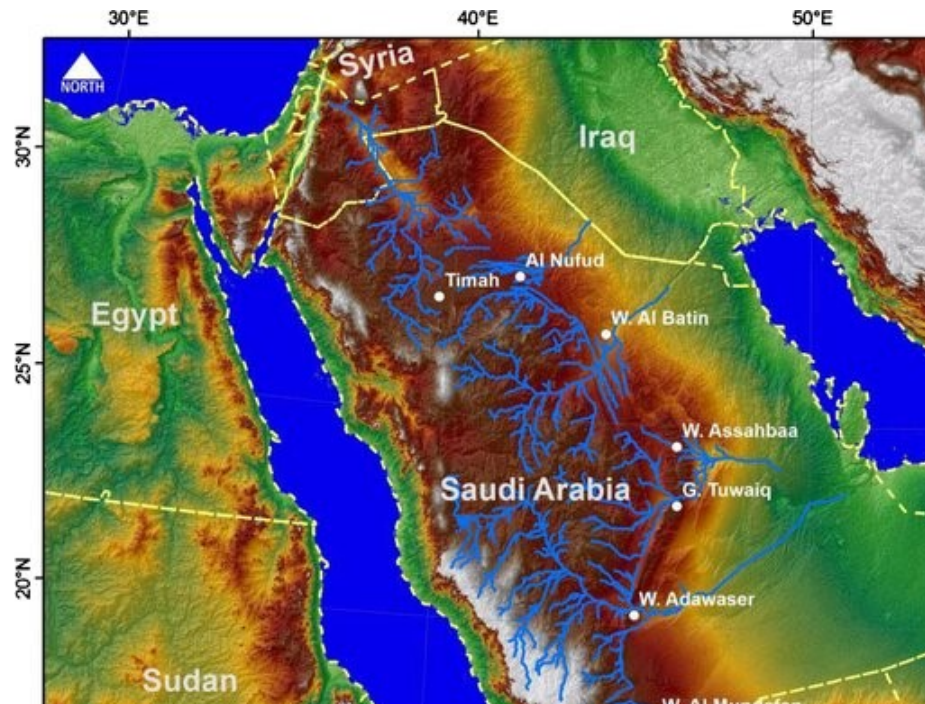 30°E 40°E 50°E
Syria
NORTH
30°N
Iraq
Al Nufud
Timah
Egypt
W. Al Batin
25°N
W. Assahbaa
Saudi Arabia
G. Tuwaiq
20°N
W. Adawaser
Sudan